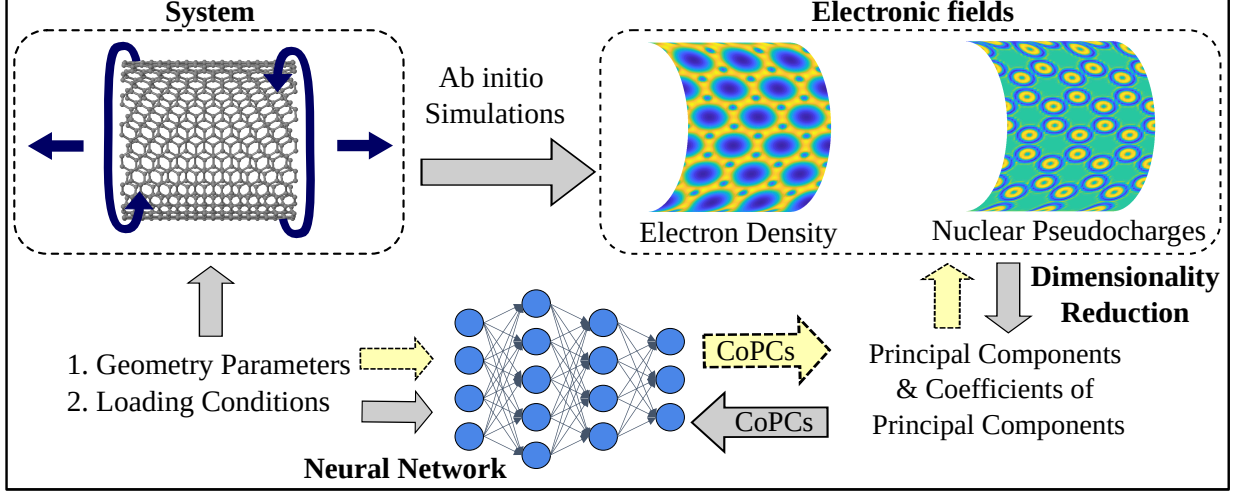 System
Electronic fields
Ab initio
Simulations
Electron Density
Nuclear Pseudocharges
Dimensionality
Reduction
1. Geometry Parameters
2. Loading Conditions
CoPCs
CoPCs
Principal Components
& Coefficients of
Principal Components
Neural Network